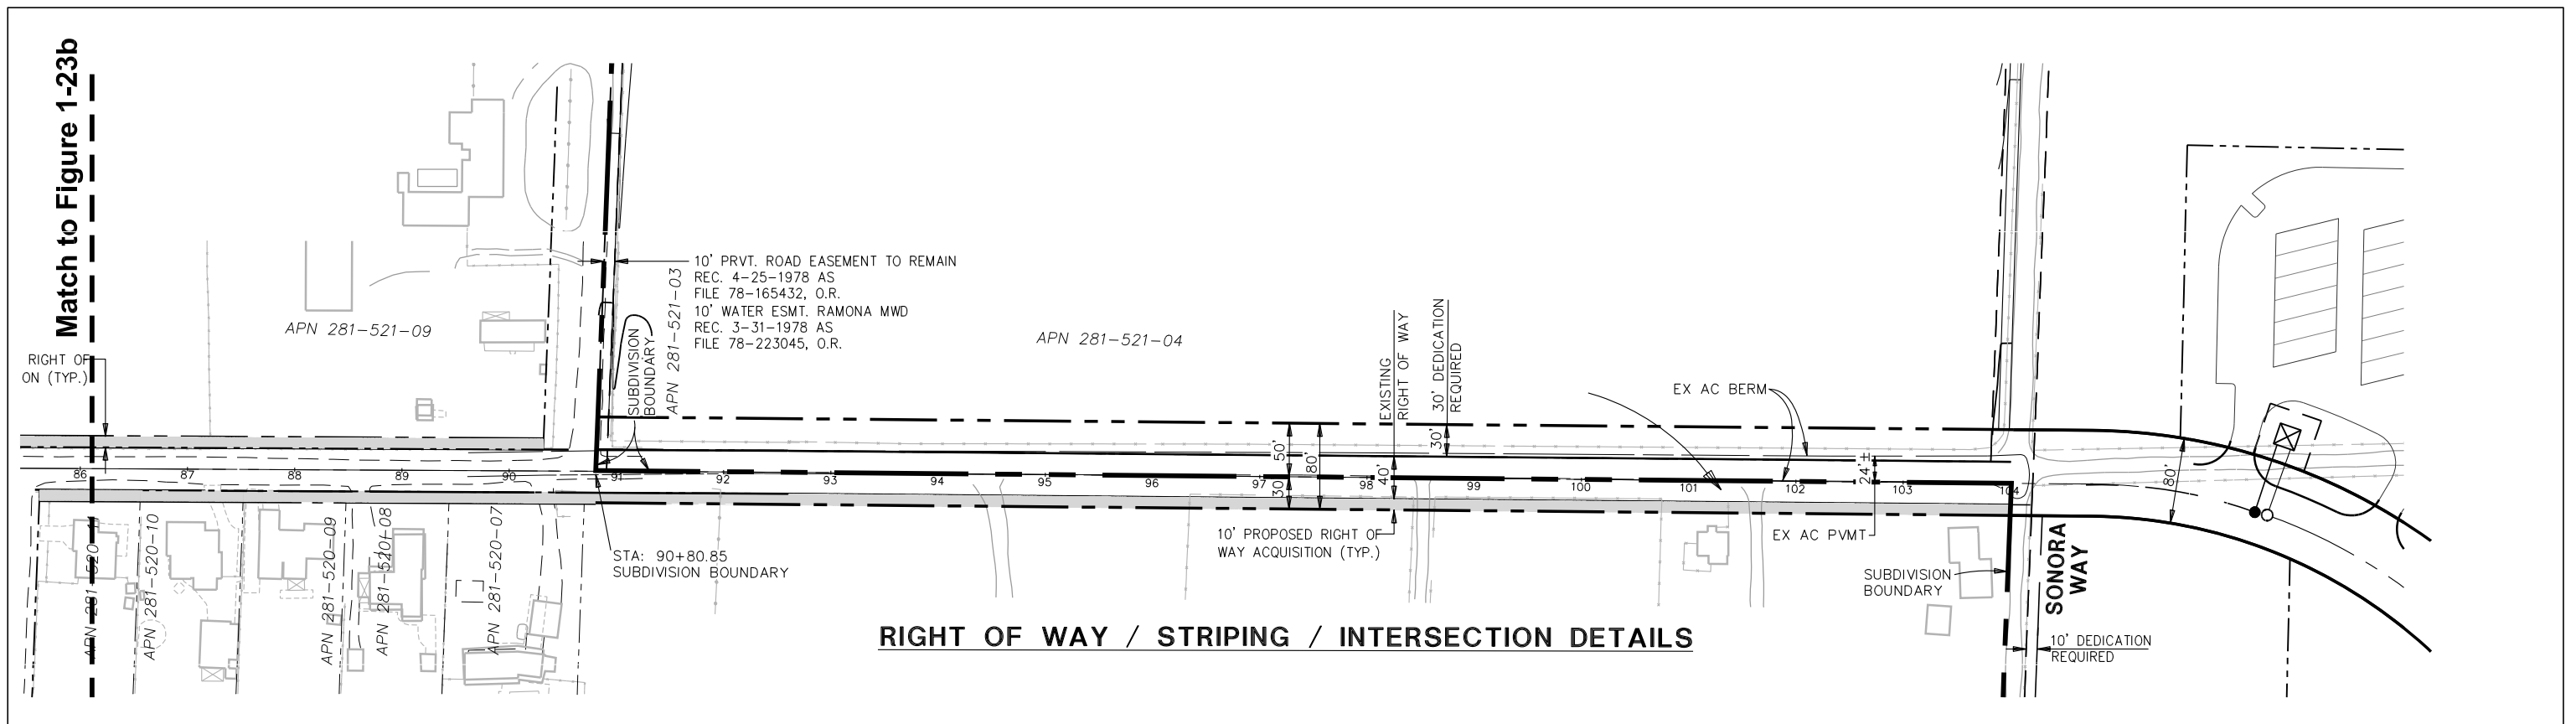 Match to Figure 1-23b
RIGHT OF
ON (TYP.)
APN 281-521-09
10' PRVT. ROAD EASEMENT TO REMAIN
REC. 4-25-1978 AS
FILE 78-165432, O.R.
10' WATER ESMT. RAMONA MWD
REC. 3-31-1978 AS
FILE 78-223045, O.R.
SUBDIVISION
BOUNDARY
APN 281-521-03
APN 281-521-04
EXISTING
RIGHT OF WAY
30' DEDICATION
REQUIRED
EX AC BERM
50'
80'
30'
40'
30'
24'±
80'
86
87
88
89
90
91
92
93
94
95
96
97
98
99
100
101
102
103
104
10' PROPOSED RIGHT OF
WAY ACQUISITION (TYP.)
EX AC PVMT
STA: 90+80.85
SUBDIVISION BOUNDARY
APN 281-520-
APN 281-520-10
APN 281-520-09
APN 281-520-08
APN 281-520-07
SUBDIVISION
BOUNDARY
SONORA
WAY
10' DEDICATION
REQUIRED
RIGHT OF WAY / STRIPING / INTERSECTION DETAILS